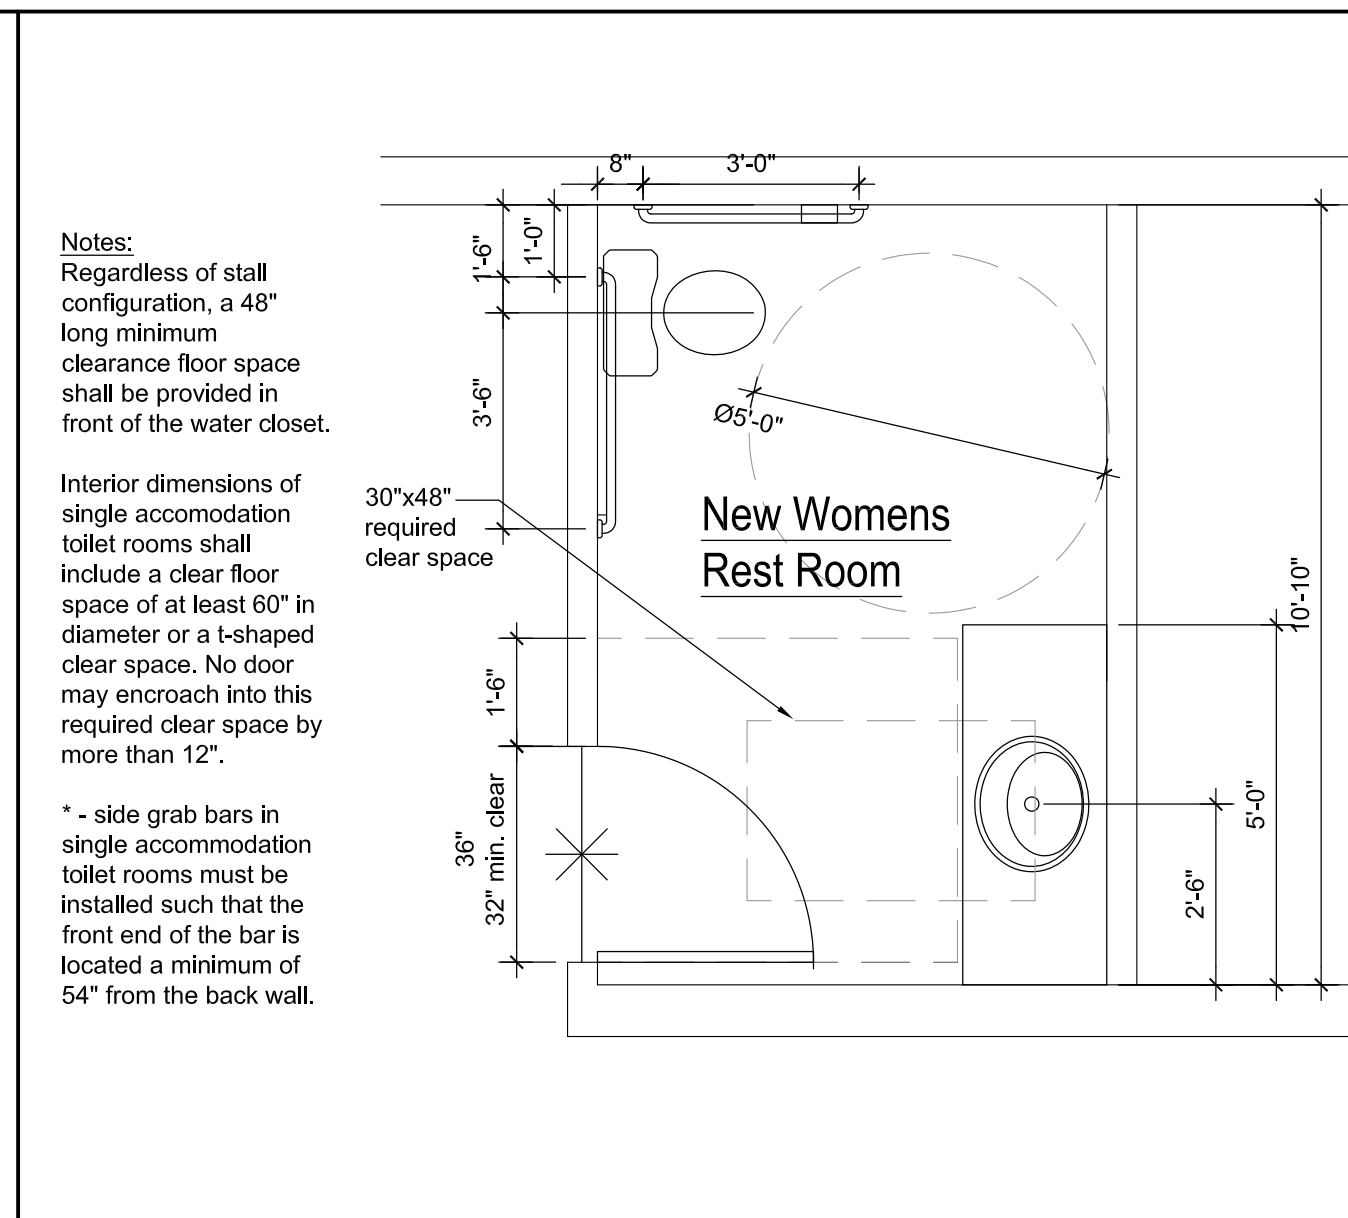 8"
3'-0"
1'-6"
1'-0"
Notes:
Regardless of stall
configuration, a 48"
long minimum
clearance floor space
shall be provided in
front of the water closet.
3'-6"
Ø5'-0"
Interior dimensions of
single accomodation
toilet rooms shall
include a clear floor
space of at least 60" in
diameter or a t-shaped
clear space. No door
may encroach into this
required clear space by
more than 12".
30"x48"
required
clear space
New Womens
Rest Room
10'-10"
1'-6"
36"
32" min. clear
5'-0"
2'-6"
* - side grab bars in
single accommodation
toilet rooms must be
installed such that the
front end of the bar is
located a minimum of
54" from the back wall.